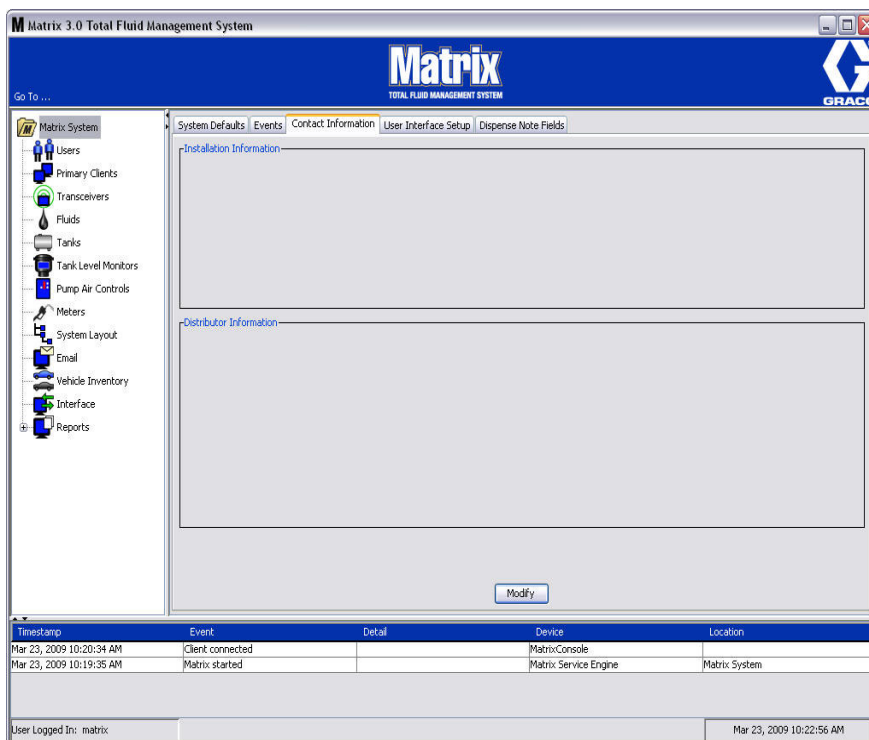 M Matrix 3.0 Total Fluid Management System
Matrix
TOTAL FLUID MANAGEMENT SYSTEM
Go To ...
GRACO
Matrix System
Users
Primary Clients
Transceivers
Fluids
Tanks
Tank Level Monitors
Pump Air Controls
Meters
System Layout
Email
Vehicle Inventory
Interface
Reports
System Defaults Events Contact Information User Interface Setup Dispense Note Fields
Installation Information
Distributor Information
Modify
Timestamp Event Detail Device Location
Mar 23, 2009 10:20:34 AM Client connected MatrixConsole
Mar 23, 2009 10:19:35 AM Matrix started Matrix Service Engine Matrix System
User Logged In: matrix Mar 23, 2009 10:22:56 AM